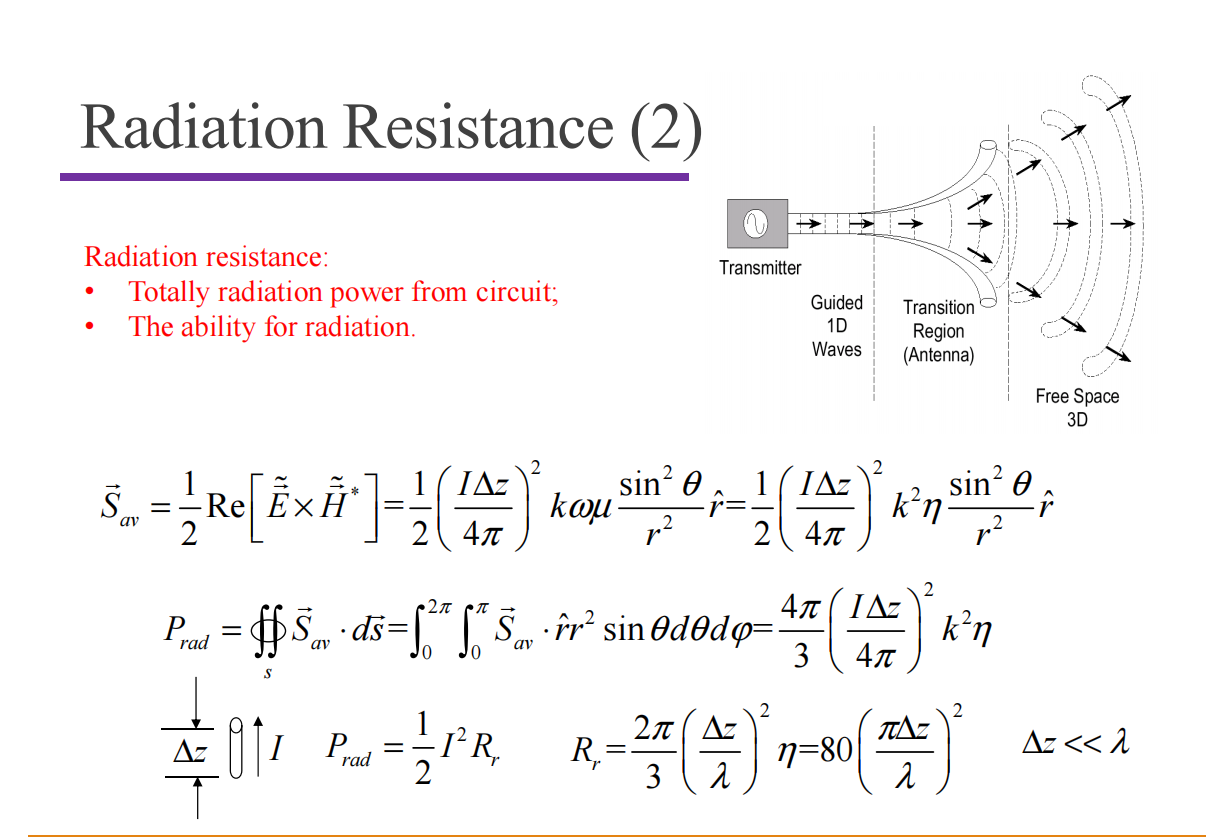 Radiation Resistance (2)
Transmitter
Guided
1D
Waves
Transition
Region
(Antenna)
Free Space
3D
Radiation resistance:
• Totally radiation power from circuit;
• The ability for radiation.
$\vec{S}_{av} = \frac{1}{2} \mathrm{Re}\left[ \tilde{\vec{E}} \times \tilde{\vec{H}}^{*} \right] = \frac{1}{2} \left( \frac{I \Delta z}{4\pi} \right)^2 k \omega \mu \frac{\sin^2 \theta}{r^2} \hat{r} = \frac{1}{2} \left( \frac{I \Delta z}{4\pi} \right)^2 k^2 \eta \frac{\sin^2 \theta}{r^2} \hat{r}$
$P_{rad} = \oiint_s \vec{S}_{av} \cdot d\vec{s} = \int_0^{2\pi} \int_0^{\pi} \vec{S}_{av} \cdot \hat{r} r^2 \sin\theta d\theta d\varphi = \frac{4\pi}{3} \left( \frac{I \Delta z}{4\pi} \right)^2 k^2 \eta$
$\Delta z$ $I$ $P_{rad} = \frac{1}{2} I^2 R_r$ $R_r = \frac{2\pi}{3} \left( \frac{\Delta z}{\lambda} \right)^2 \eta = 80 \left( \frac{\pi \Delta z}{\lambda} \right)^2$ $\Delta z << \lambda$